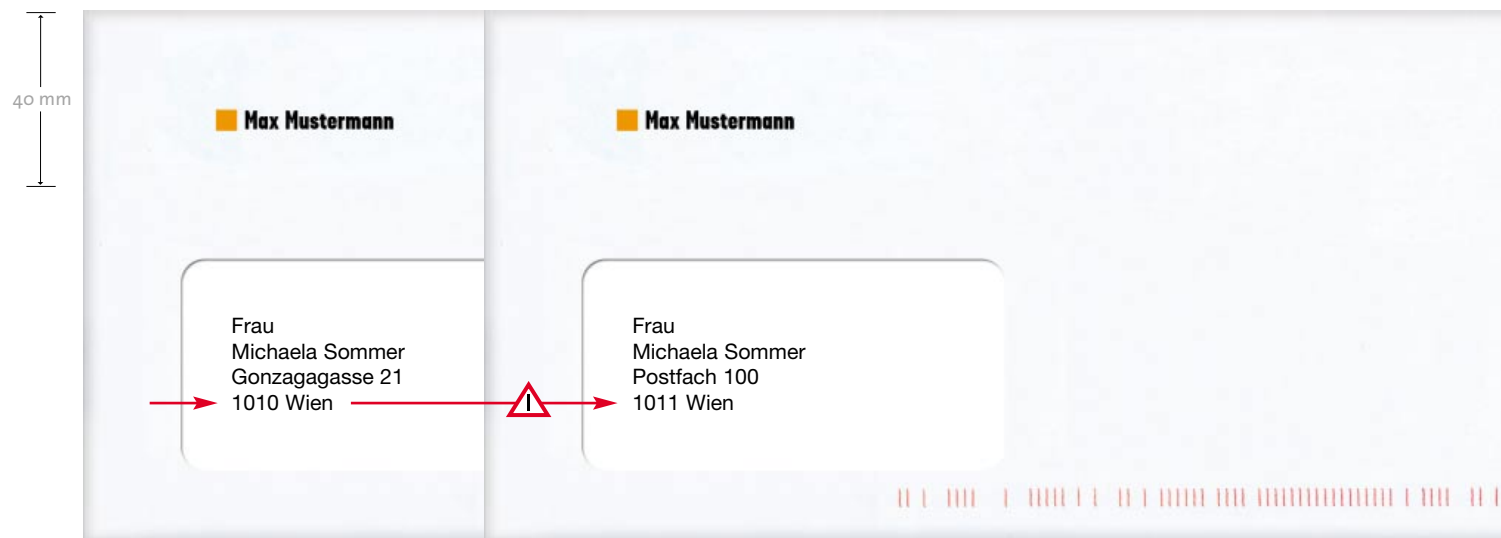 40 mm
Max Mustermann
Frau
Michaela Sommer
Gonzagagasse 21
1010 Wien
Max Mustermann
Frau
Michaela Sommer
Postfach 100
1011 Wien